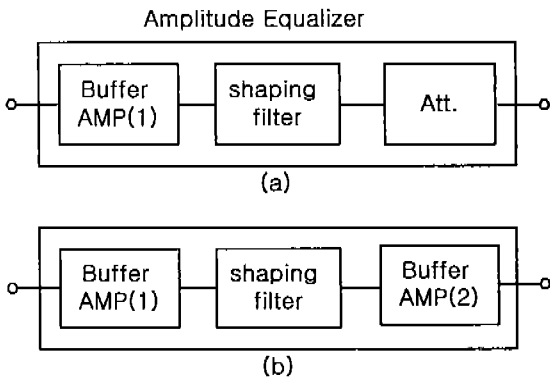 Amplitude Equalizer
Buffer
AMP(1)
shaping
filter
Att.
(a)
Buffer
AMP(1)
shaping
filter
Buffer
AMP(2)
(b)